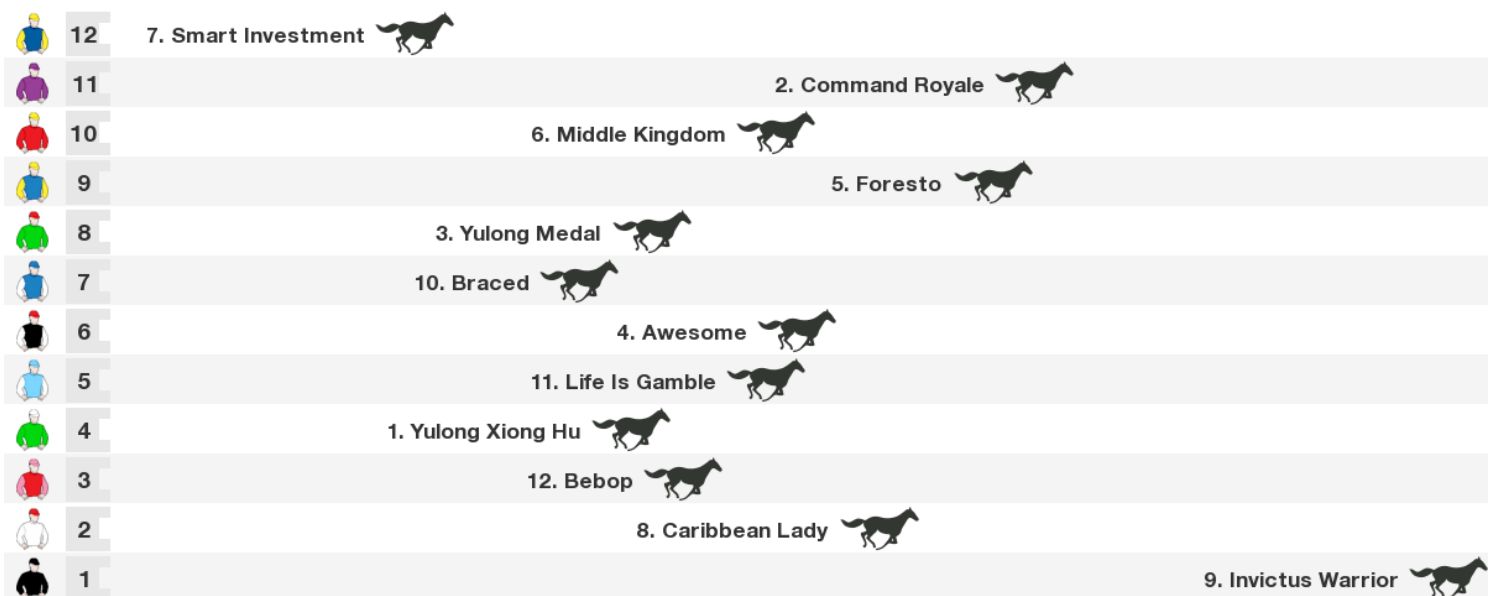 12 7. Smart Investment
11 2. Command Royale
10 6. Middle Kingdom
9 5. Foresto
8 3. Yulong Medal
7 10. Braced
6 4. Awesome
5 11. Life Is Gamble
4 1. Yulong Xiong Hu
3 12. Bebop
2 8. Caribbean Lady
1 9. Invictus Warrior